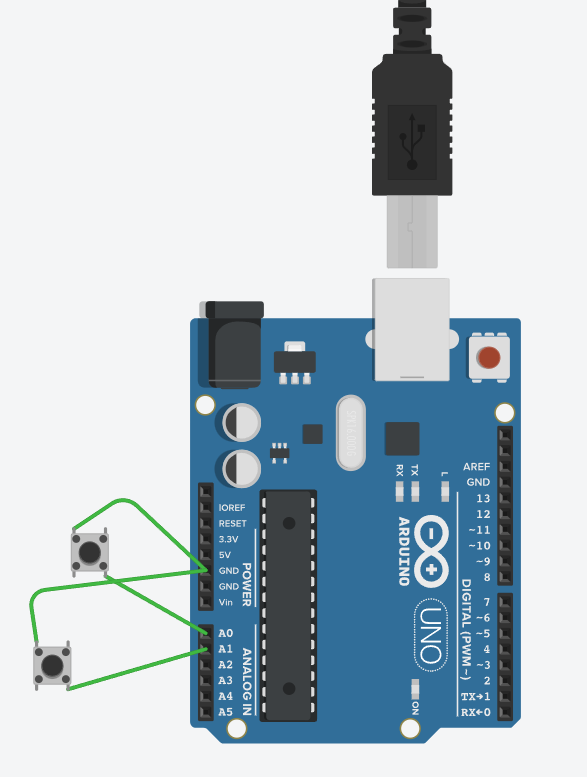 RX
TX
L
AREF
GND
13
12
~11
~10
~9
8
7
~6
~5
4
~3
2
TX→1
RX←0
DIGITAL (PWM~)
IOREF
RESET
3.3V
5V
GND
GND
Vin
POWER
A0
A1
A2
A3
A4
A5
ANALOG IN
ARDUINO
UNO
ON